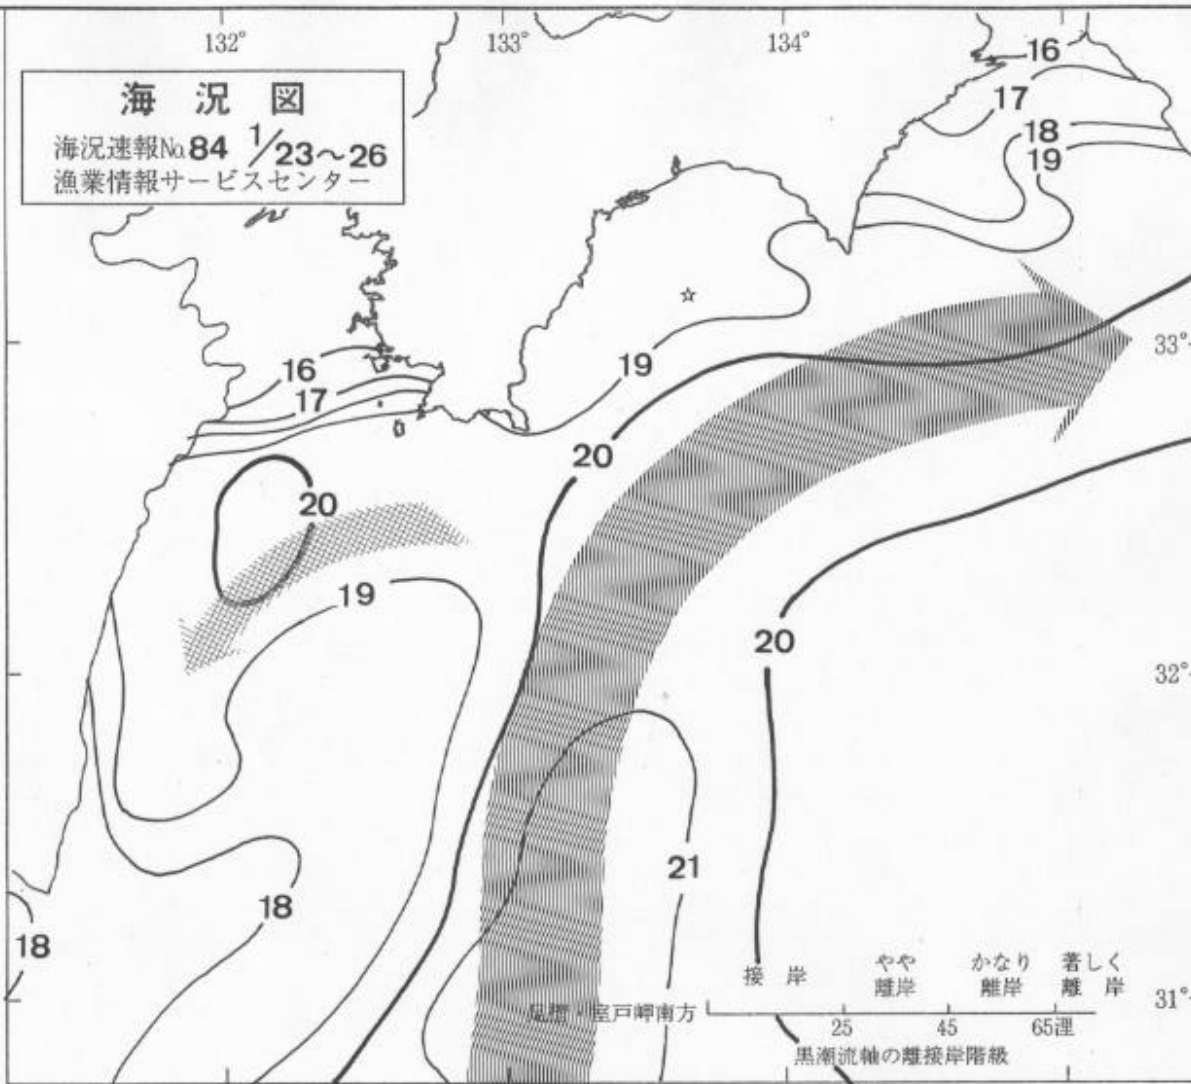 132°
133°
134°
海況図
海況速報No.84 1/23～26
漁業情報サービスセンター
16
17
18
19
33°
16
17
19
20
20
19
20
32°
21
18
18
接岸
やや
離岸
かなり
離岸
著しく
離岸
31°
足摺・室戸岬南方
25
45
65浬
黒潮流軸の離接岸階級